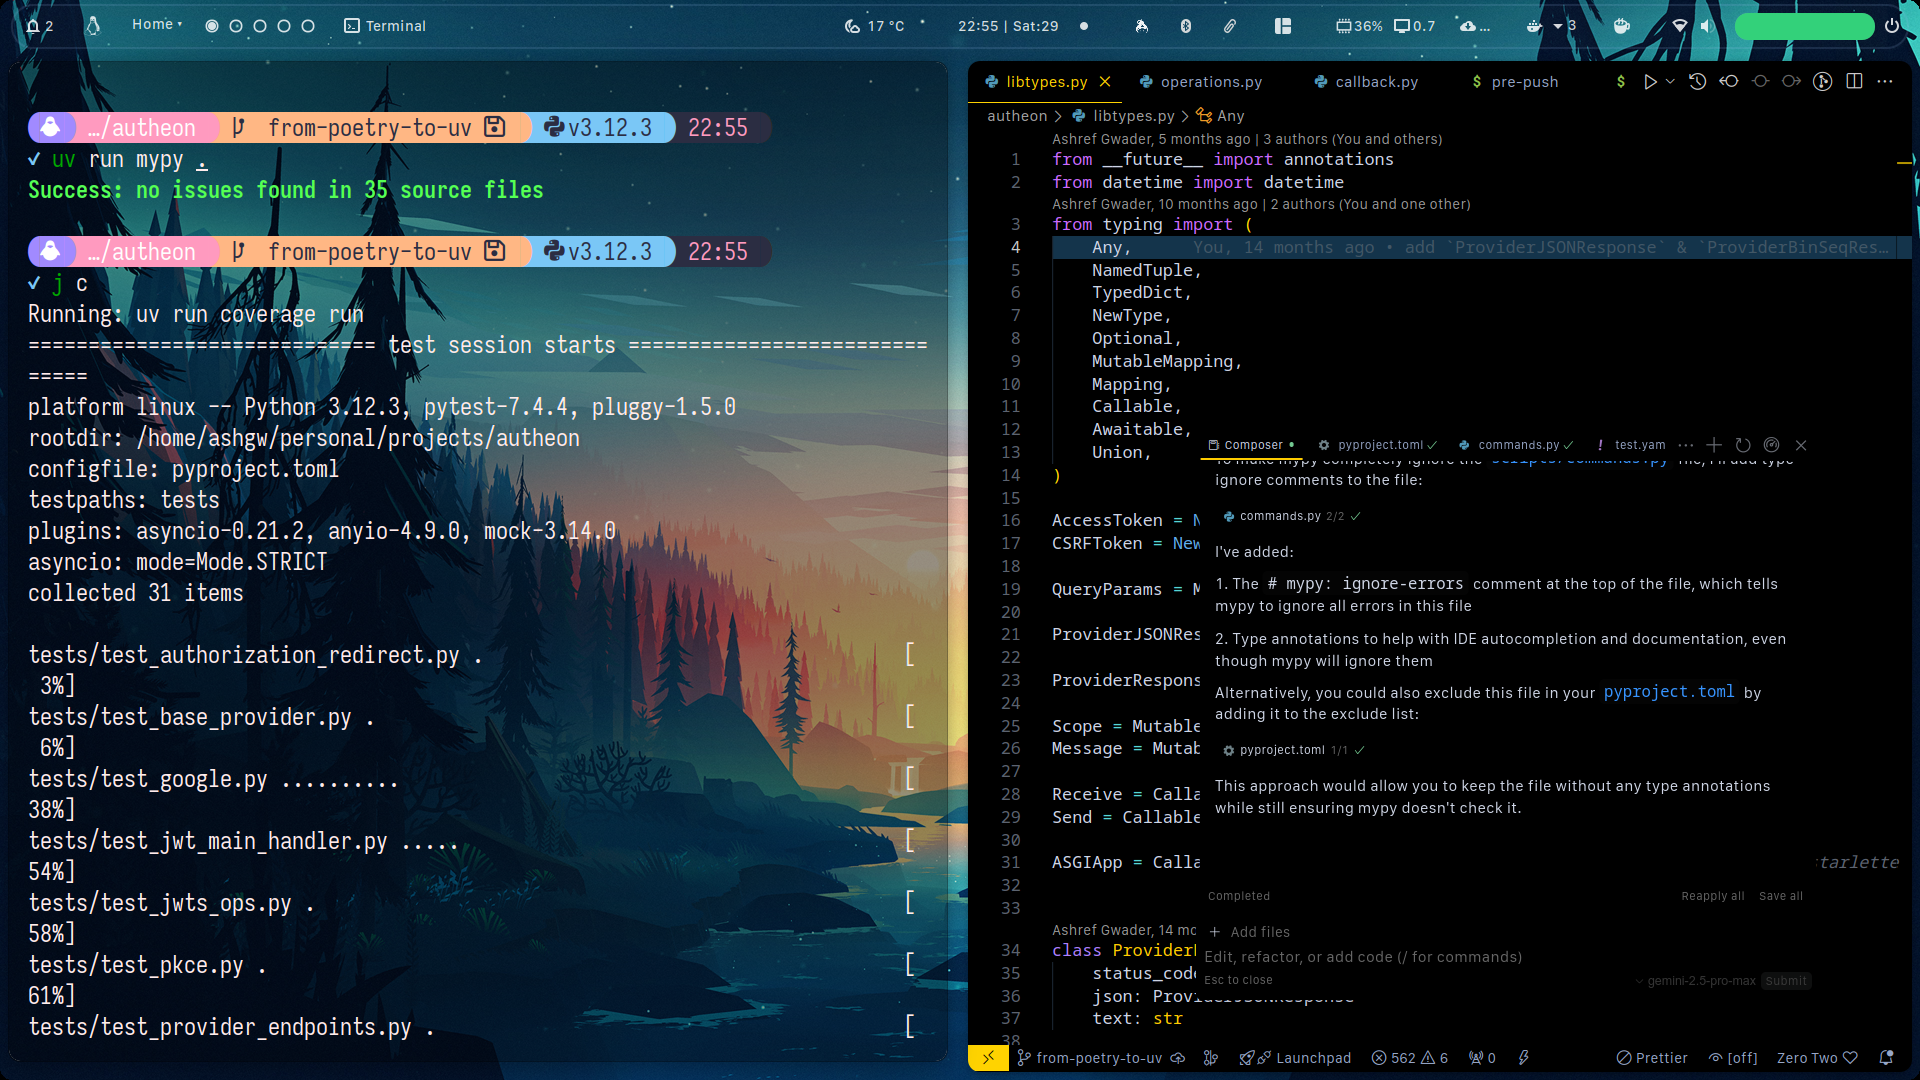 2
Home
Terminal
17 °C
22:55 | Sat:29
36%
0.7
...
3
…/autheon
from-poetry-to-uv
v3.12.3
22:55
✓ uv run mypy .
Success: no issues found in 35 source files
…/autheon
from-poetry-to-uv
v3.12.3
22:55
✓ j c
Running: uv run coverage run
============================= test session starts =========================
=====
platform linux -- Python 3.12.3, pytest-7.4.4, pluggy-1.5.0
rootdir: /home/ashgw/personal/projects/autheon
configfile: pyproject.toml
testpaths: tests
plugins: asyncio-0.21.2, anyio-4.9.0, mock-3.14.0
asyncio: mode=Mode.STRICT
collected 31 items
tests/test_authorization_redirect.py . [
3%]
tests/test_base_provider.py . [
6%]
tests/test_google.py .......... [
38%]
tests/test_jwt_main_handler.py ..... [
54%]
tests/test_jwts_ops.py . [
58%]
tests/test_pkce.py . [
61%]
tests/test_provider_endpoints.py . [
libtypes.py
operations.py
callback.py
$ pre-push
$
autheon > libtypes.py > Any
Ashref Gwader, 5 months ago | 3 authors (You and others)
1 from __future__ import annotations
2 from datetime import datetime
Ashref Gwader, 10 months ago | 2 authors (You and one other)
3 from typing import (
4 Any, You, 14 months ago • add `ProviderJSONResponse` & `ProviderBinSeqRes…
5 NamedTuple,
6 TypedDict,
7 NewType,
8 Optional,
9 MutableMapping,
10 Mapping,
11 Callable,
12 Awaitable,
13 Union,
14 )
15
16 AccessToken = N
17 CSRFToken = New
18
19 QueryParams = M
20
21 ProviderJSONRes
22
23 ProviderRespons
24
25 Scope = Mutable
26 Message = Mutab
27
28 Receive = Calla
29 Send = Callable
30
31 ASGIApp = Calla
tarlette
32
33
Ashref Gwader, 14 mo
34 class Provider
35 status_code
36 json: ProviderJSONResponse
37 text: str
38
Composer
pyproject.toml ✓
commands.py ✓
! test.yam
...
To make mypy completely ignore the scripts/commands.py file, I'll add type
ignore comments to the file:
commands.py 2/2 ✓
I've added:
1. The # mypy: ignore-errors comment at the top of the file, which tells
mypy to ignore all errors in this file
2. Type annotations to help with IDE autocompletion and documentation, even
though mypy will ignore them
Alternatively, you could also exclude this file in your pyproject.toml by
adding it to the exclude list:
pyproject.toml 1/1 ✓
This approach would allow you to keep the file without any type annotations
while still ensuring mypy doesn't check it.
Completed
Reapply all
Save all
+ Add files
Edit, refactor, or add code (/ for commands)
Esc to close
gemini-2.5-pro-max
Submit
from-poetry-to-uv
Launchpad
562
6
0
Prettier
[off]
Zero Two